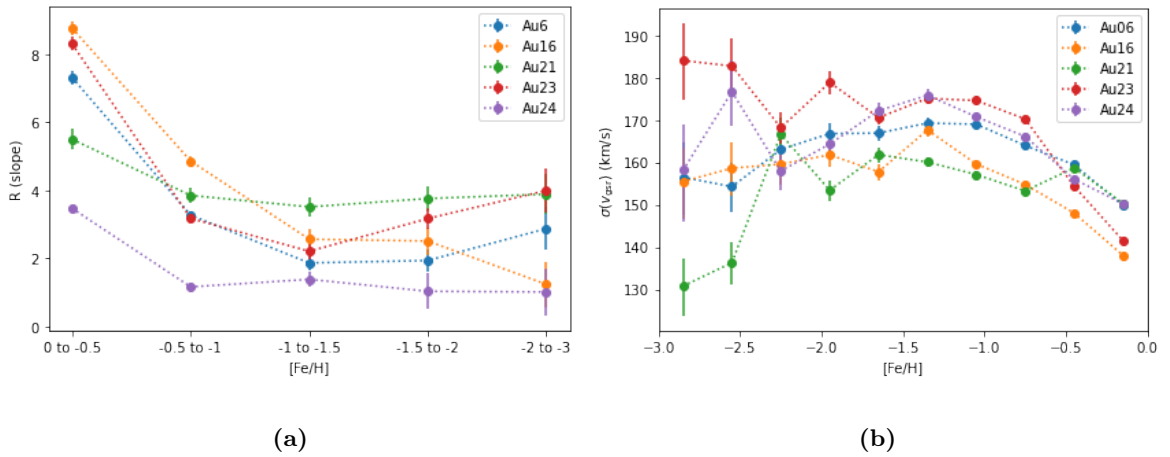 Au6
Au16
Au21
Au23
Au24
8
6
4
2
0
R (slope)
0 to -0.5
-0.5 to -1
-1 to -1.5
-1.5 to -2
-2 to -3
[Fe/H]
(a)
Au06
Au16
Au21
Au23
Au24
190
180
170
160
150
140
130
σ(v_gsr) (km/s)
−3.0
−2.5
−2.0
−1.5
−1.0
−0.5
0.0
[Fe/H]
(b)